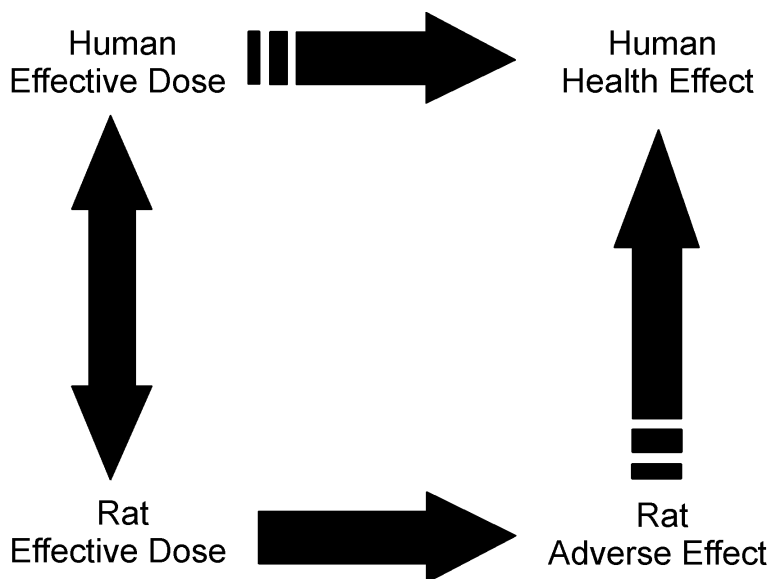 Human
Effective Dose
Human
Health Effect
Rat
Effective Dose
Rat
Adverse Effect